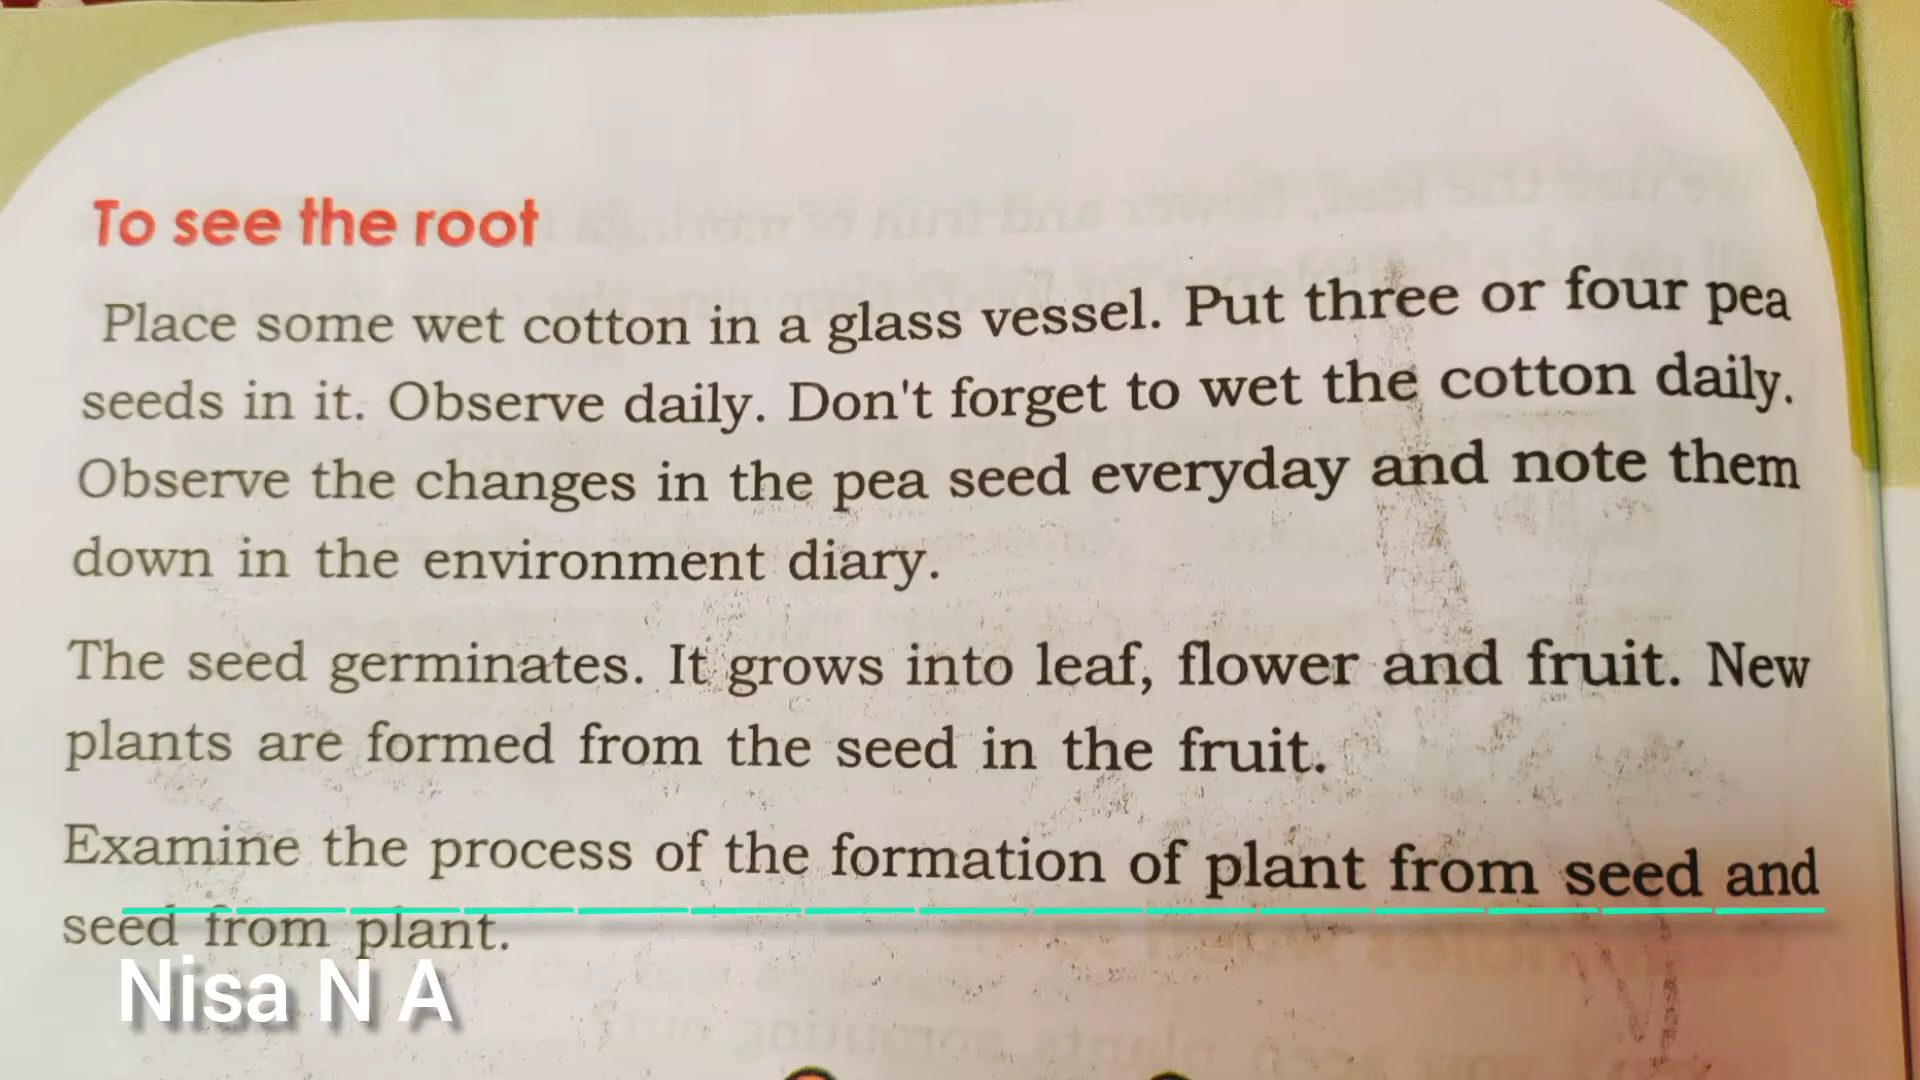 To see the root
Place some wet cotton in a glass vessel. Put three or four pea
seeds in it. Observe daily. Don't forget to wet the cotton daily.
Observe the changes in the pea seed everyday and note them
down in the environment diary.
The seed germinates. It grows into leaf, flower and fruit. New
plants are formed from the seed in the fruit.
Examine the process of the formation of plant from seed and
seed from plant.
Nisa N A